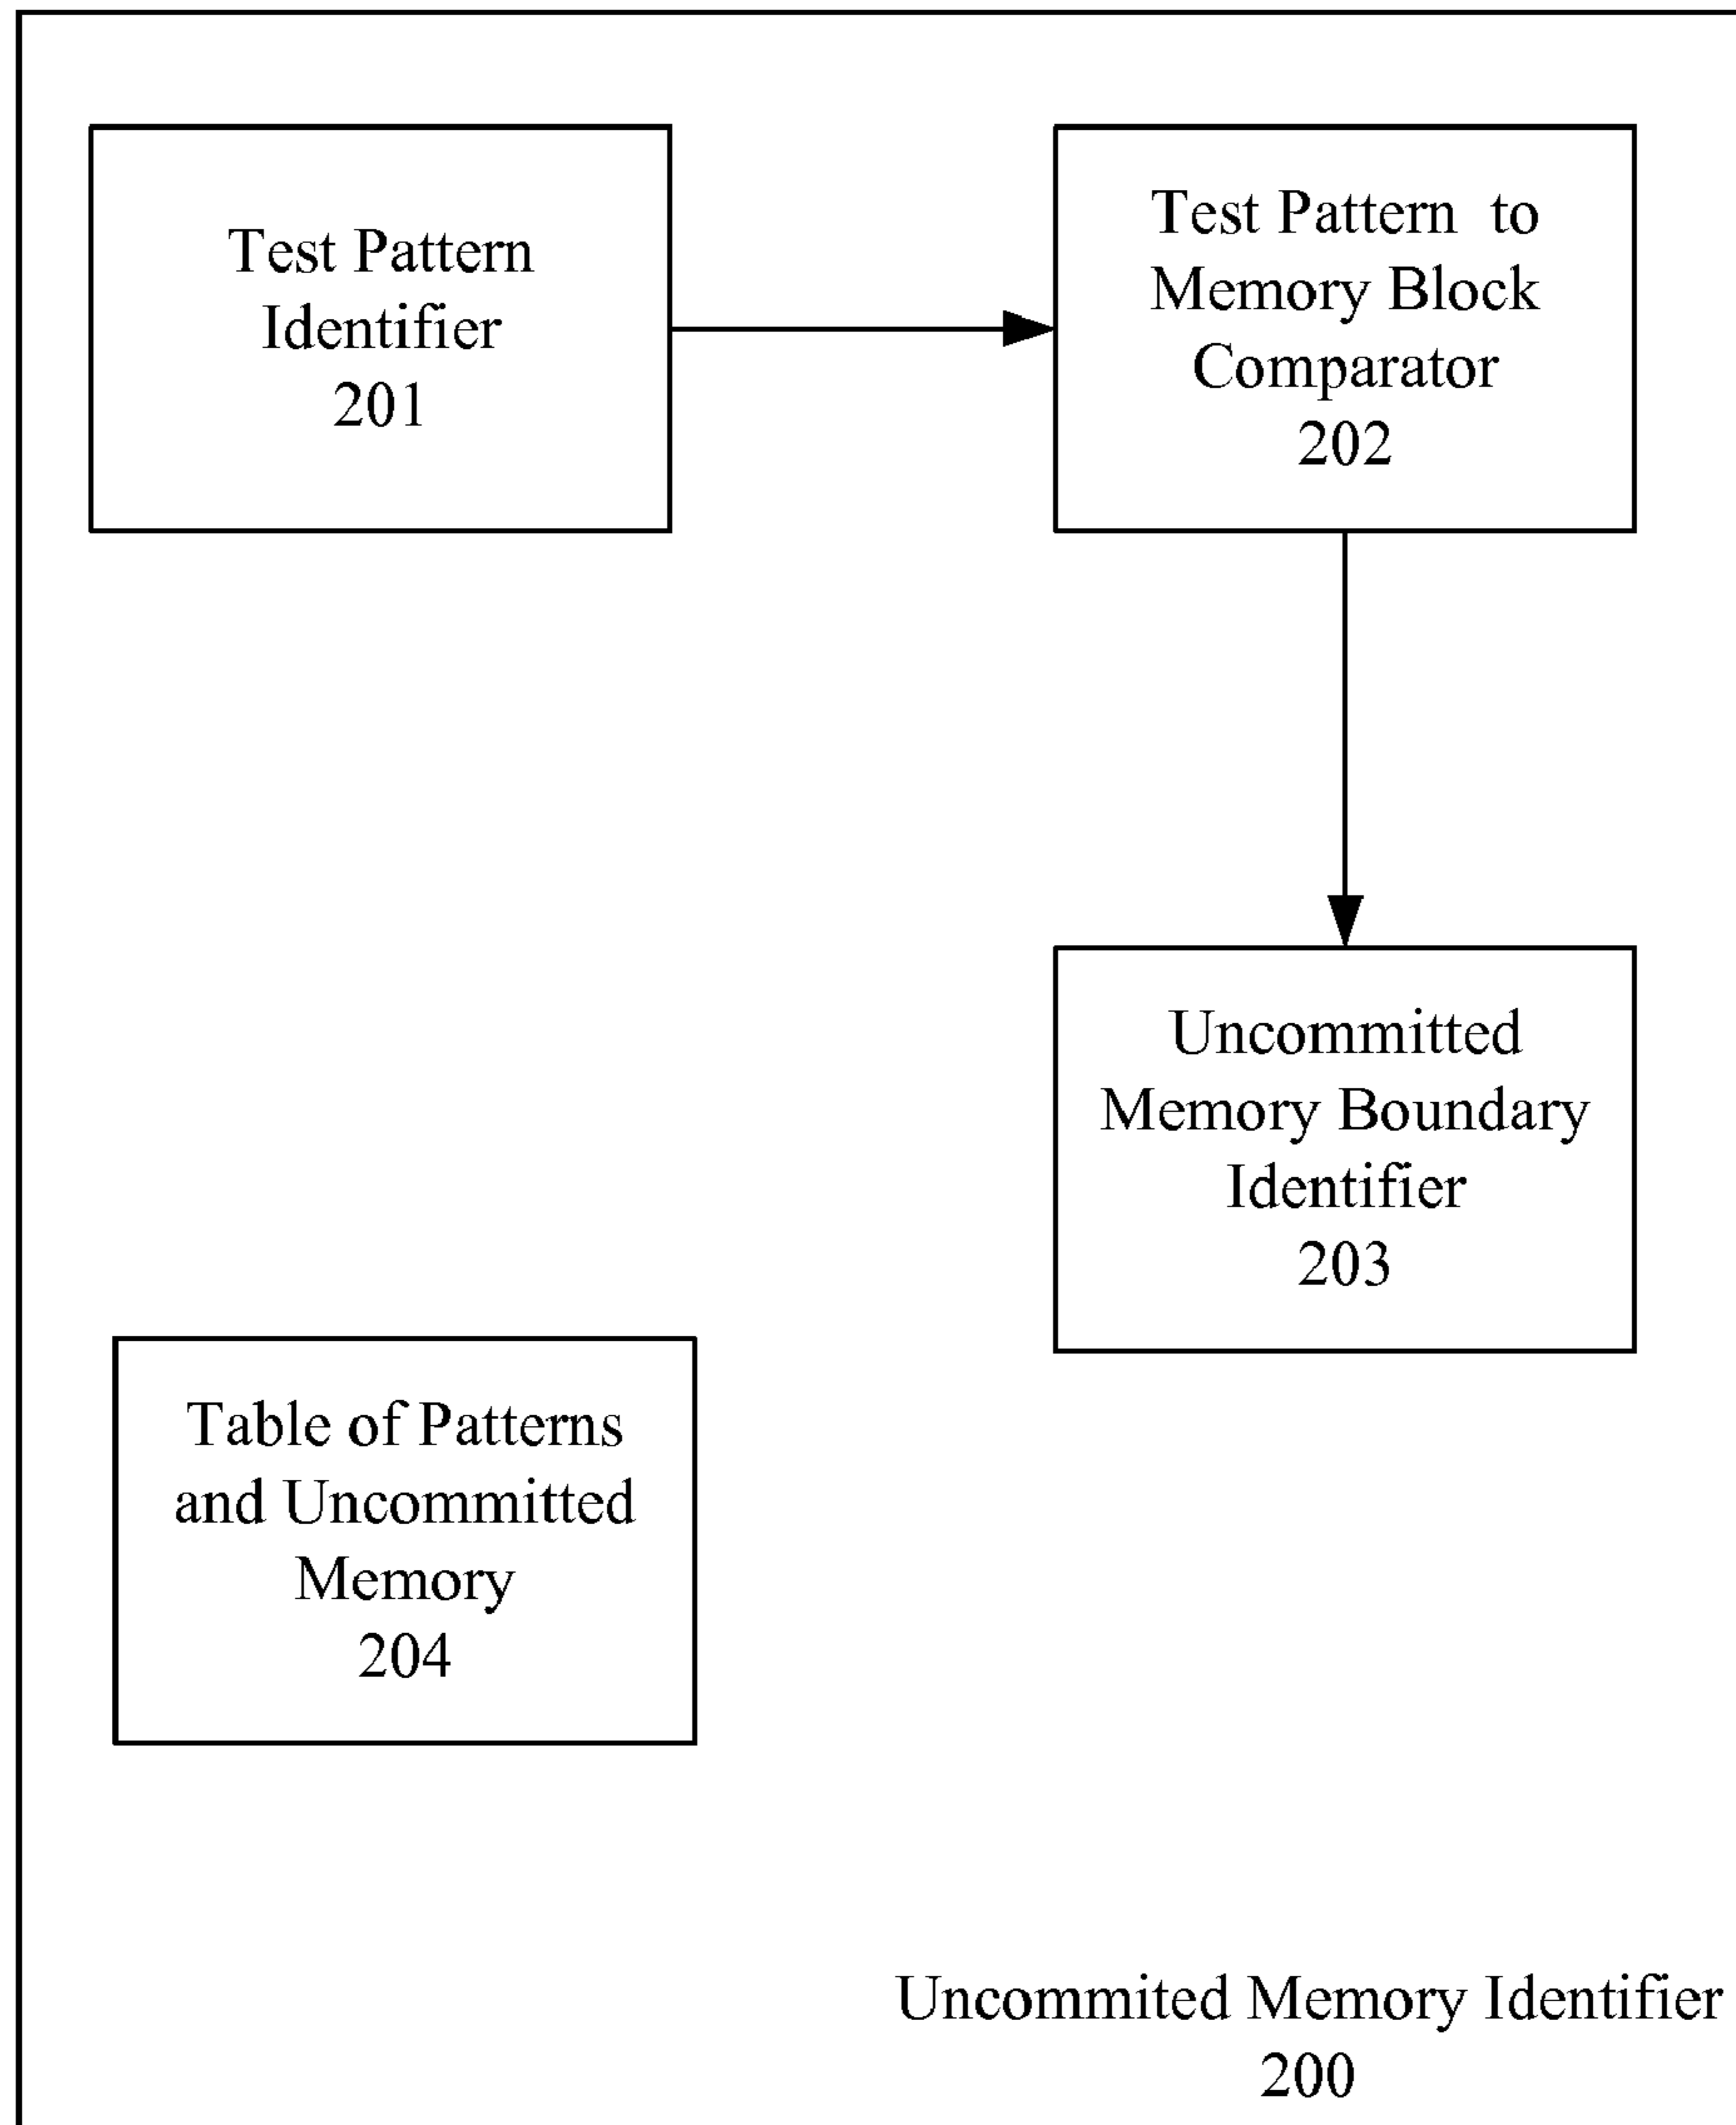 Test Pattern
Identifier
201
Test Pattern to
Memory Block
Comparator
202
Uncommitted
Memory Boundary
Identifier
203
Table of Patterns
and Uncommitted
Memory
204
Uncommited Memory Identifier
200